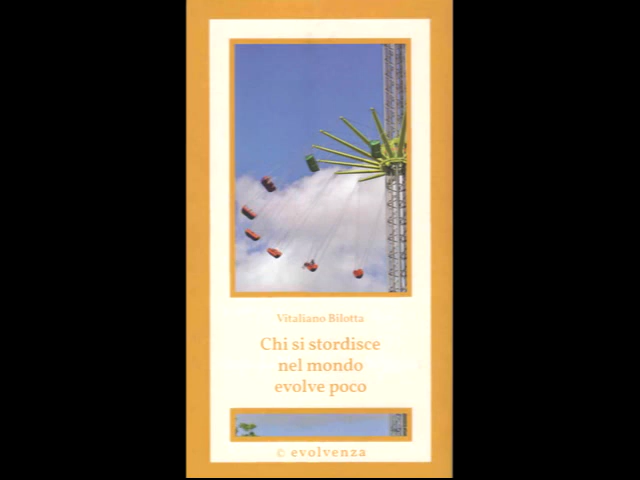 Vitaliano Bilotta
Chi si stordisce
nel mondo
evolve poco
© evolvenza